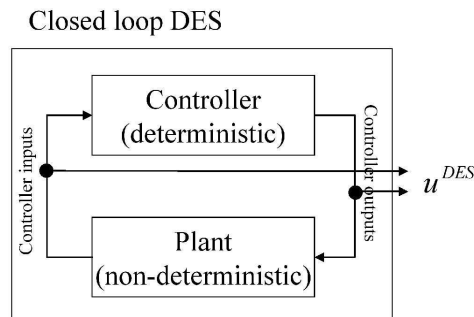 Closed loop DES
Controller
(deterministic)
Controller inputs
Controller outputs
u^{DES}
Plant
(non-deterministic)